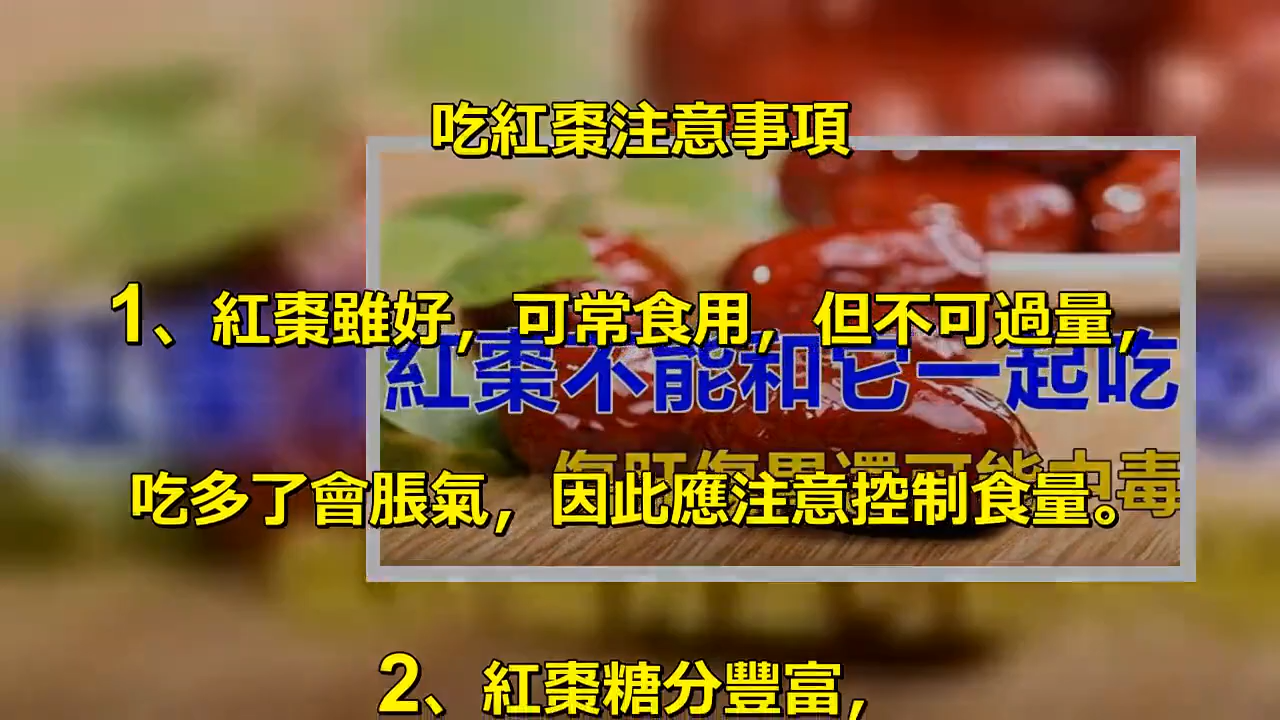 吃紅棗注意事項
1、紅棗雖好，可常食用，但不可過量，
紅棗不能和它一起吃
吃多了會脹氣，因此應注意控制食量。
2、紅棗糖分豐富，